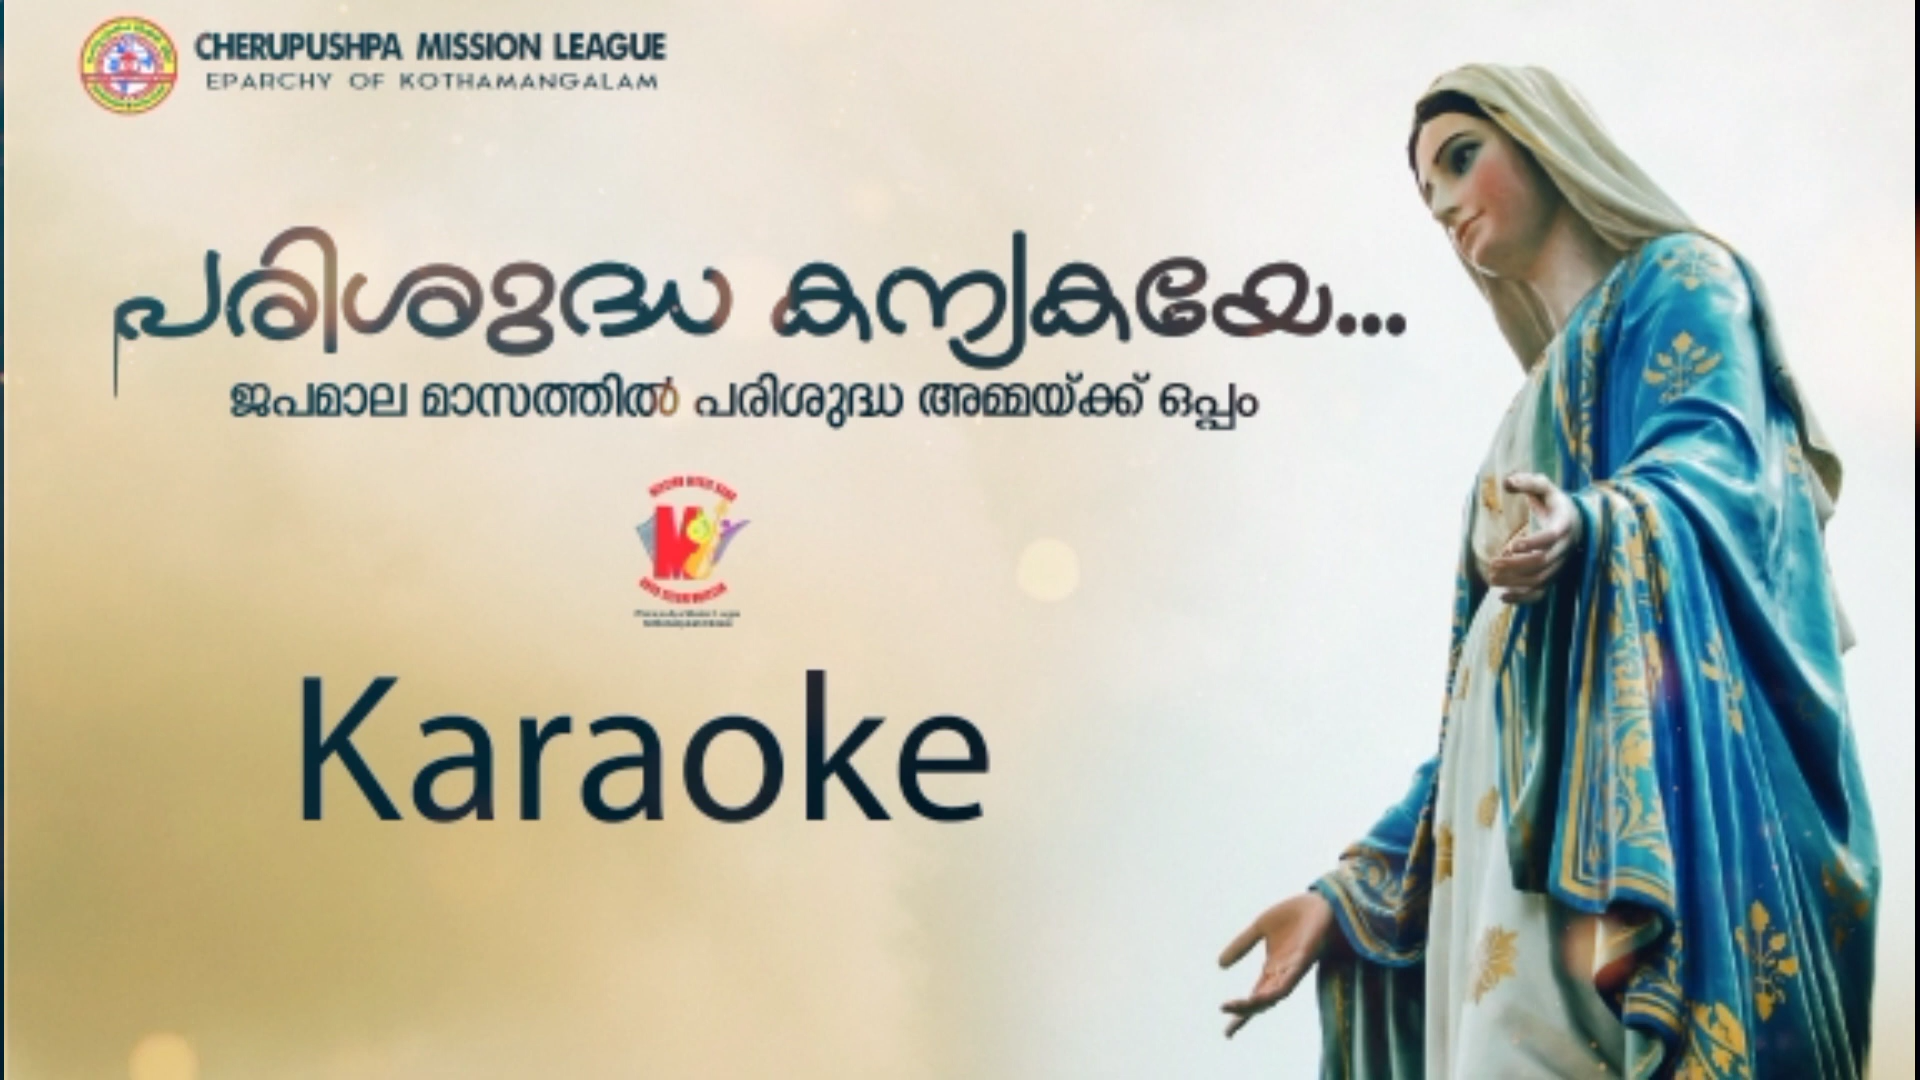 CHERUPUSHPA MISSION LEAGUE
EPARCHY OF KOTHAMANGALAM
പരിശുദ്ധ കന്യകയേ...
ജപമാല മാസത്തിൽ പരിശുദ്ധ അമ്മയ്ക്ക് ഒപ്പം
Karaoke